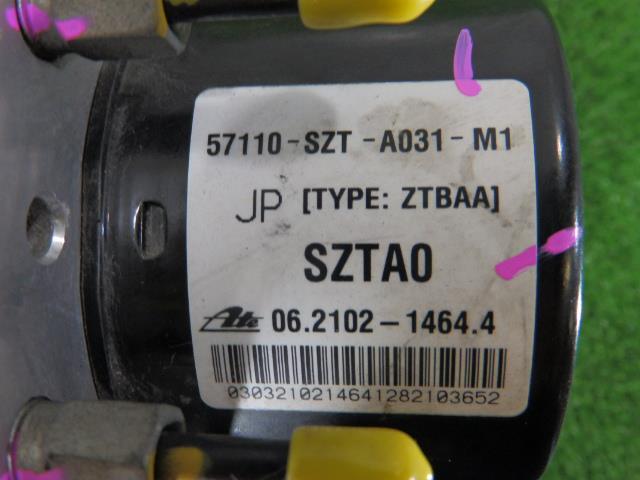 57110-SZT-A031-M1
JP [TYPE: ZTBAA]
SZTA0
Ate 06.2102-1464.4
0303210214641282103652